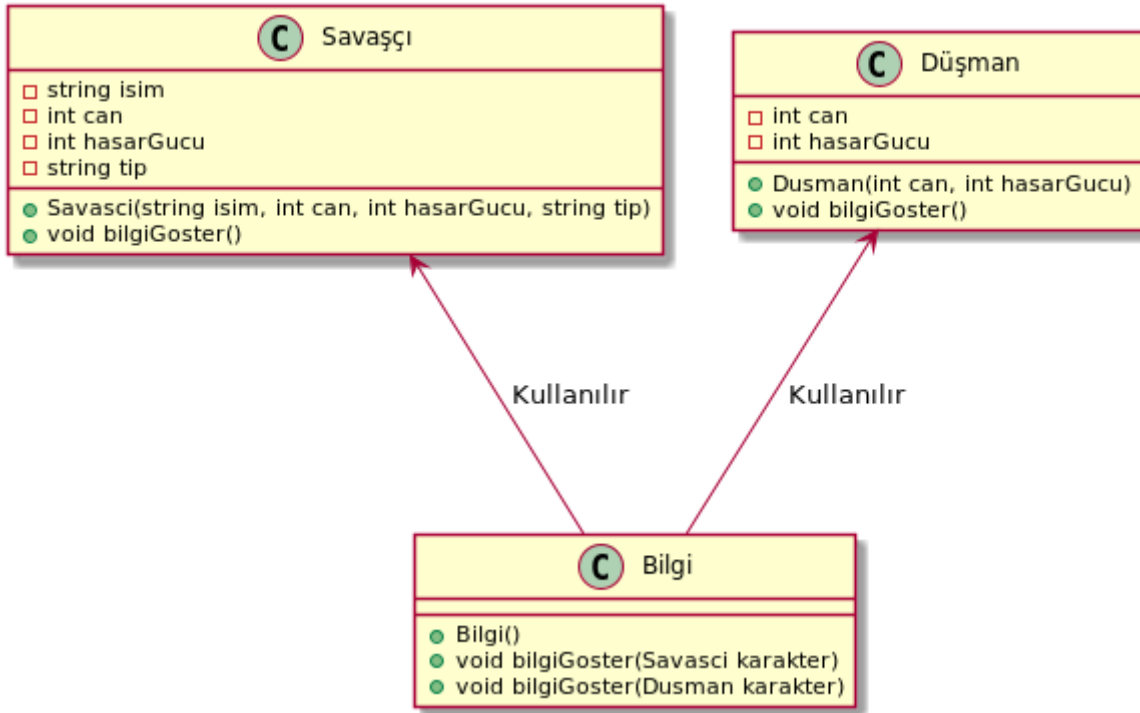 C Savaşçı
string isim
int can
int hasarGucu
string tip
Savasci(string isim, int can, int hasarGucu, string tip)
void bilgiGoster()
C Düşman
int can
int hasarGucu
Dusman(int can, int hasarGucu)
void bilgiGoster()
Kullanılır
Kullanılır
C Bilgi
Bilgi()
void bilgiGoster(Savasci karakter)
void bilgiGoster(Dusman karakter)